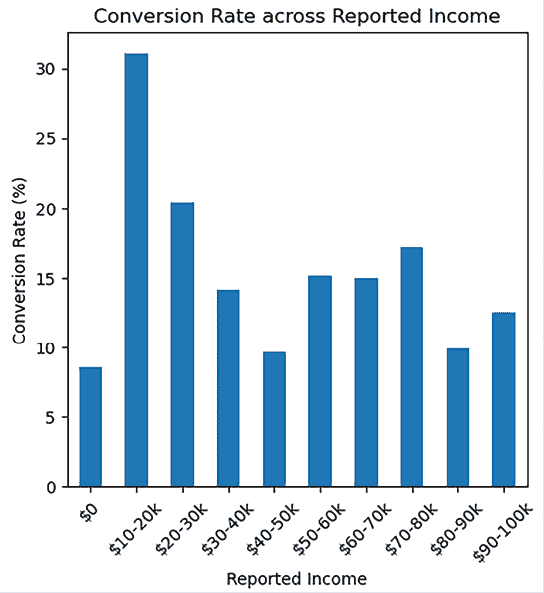 Conversion Rate across Reported Income
Conversion Rate (%)
30
25
20
15
10
5
0
$0
$10-20k
$20-30k
$30-40k
$40-50k
$50-60k
$60-70k
$70-80k
$80-90k
$90-100k
Reported Income